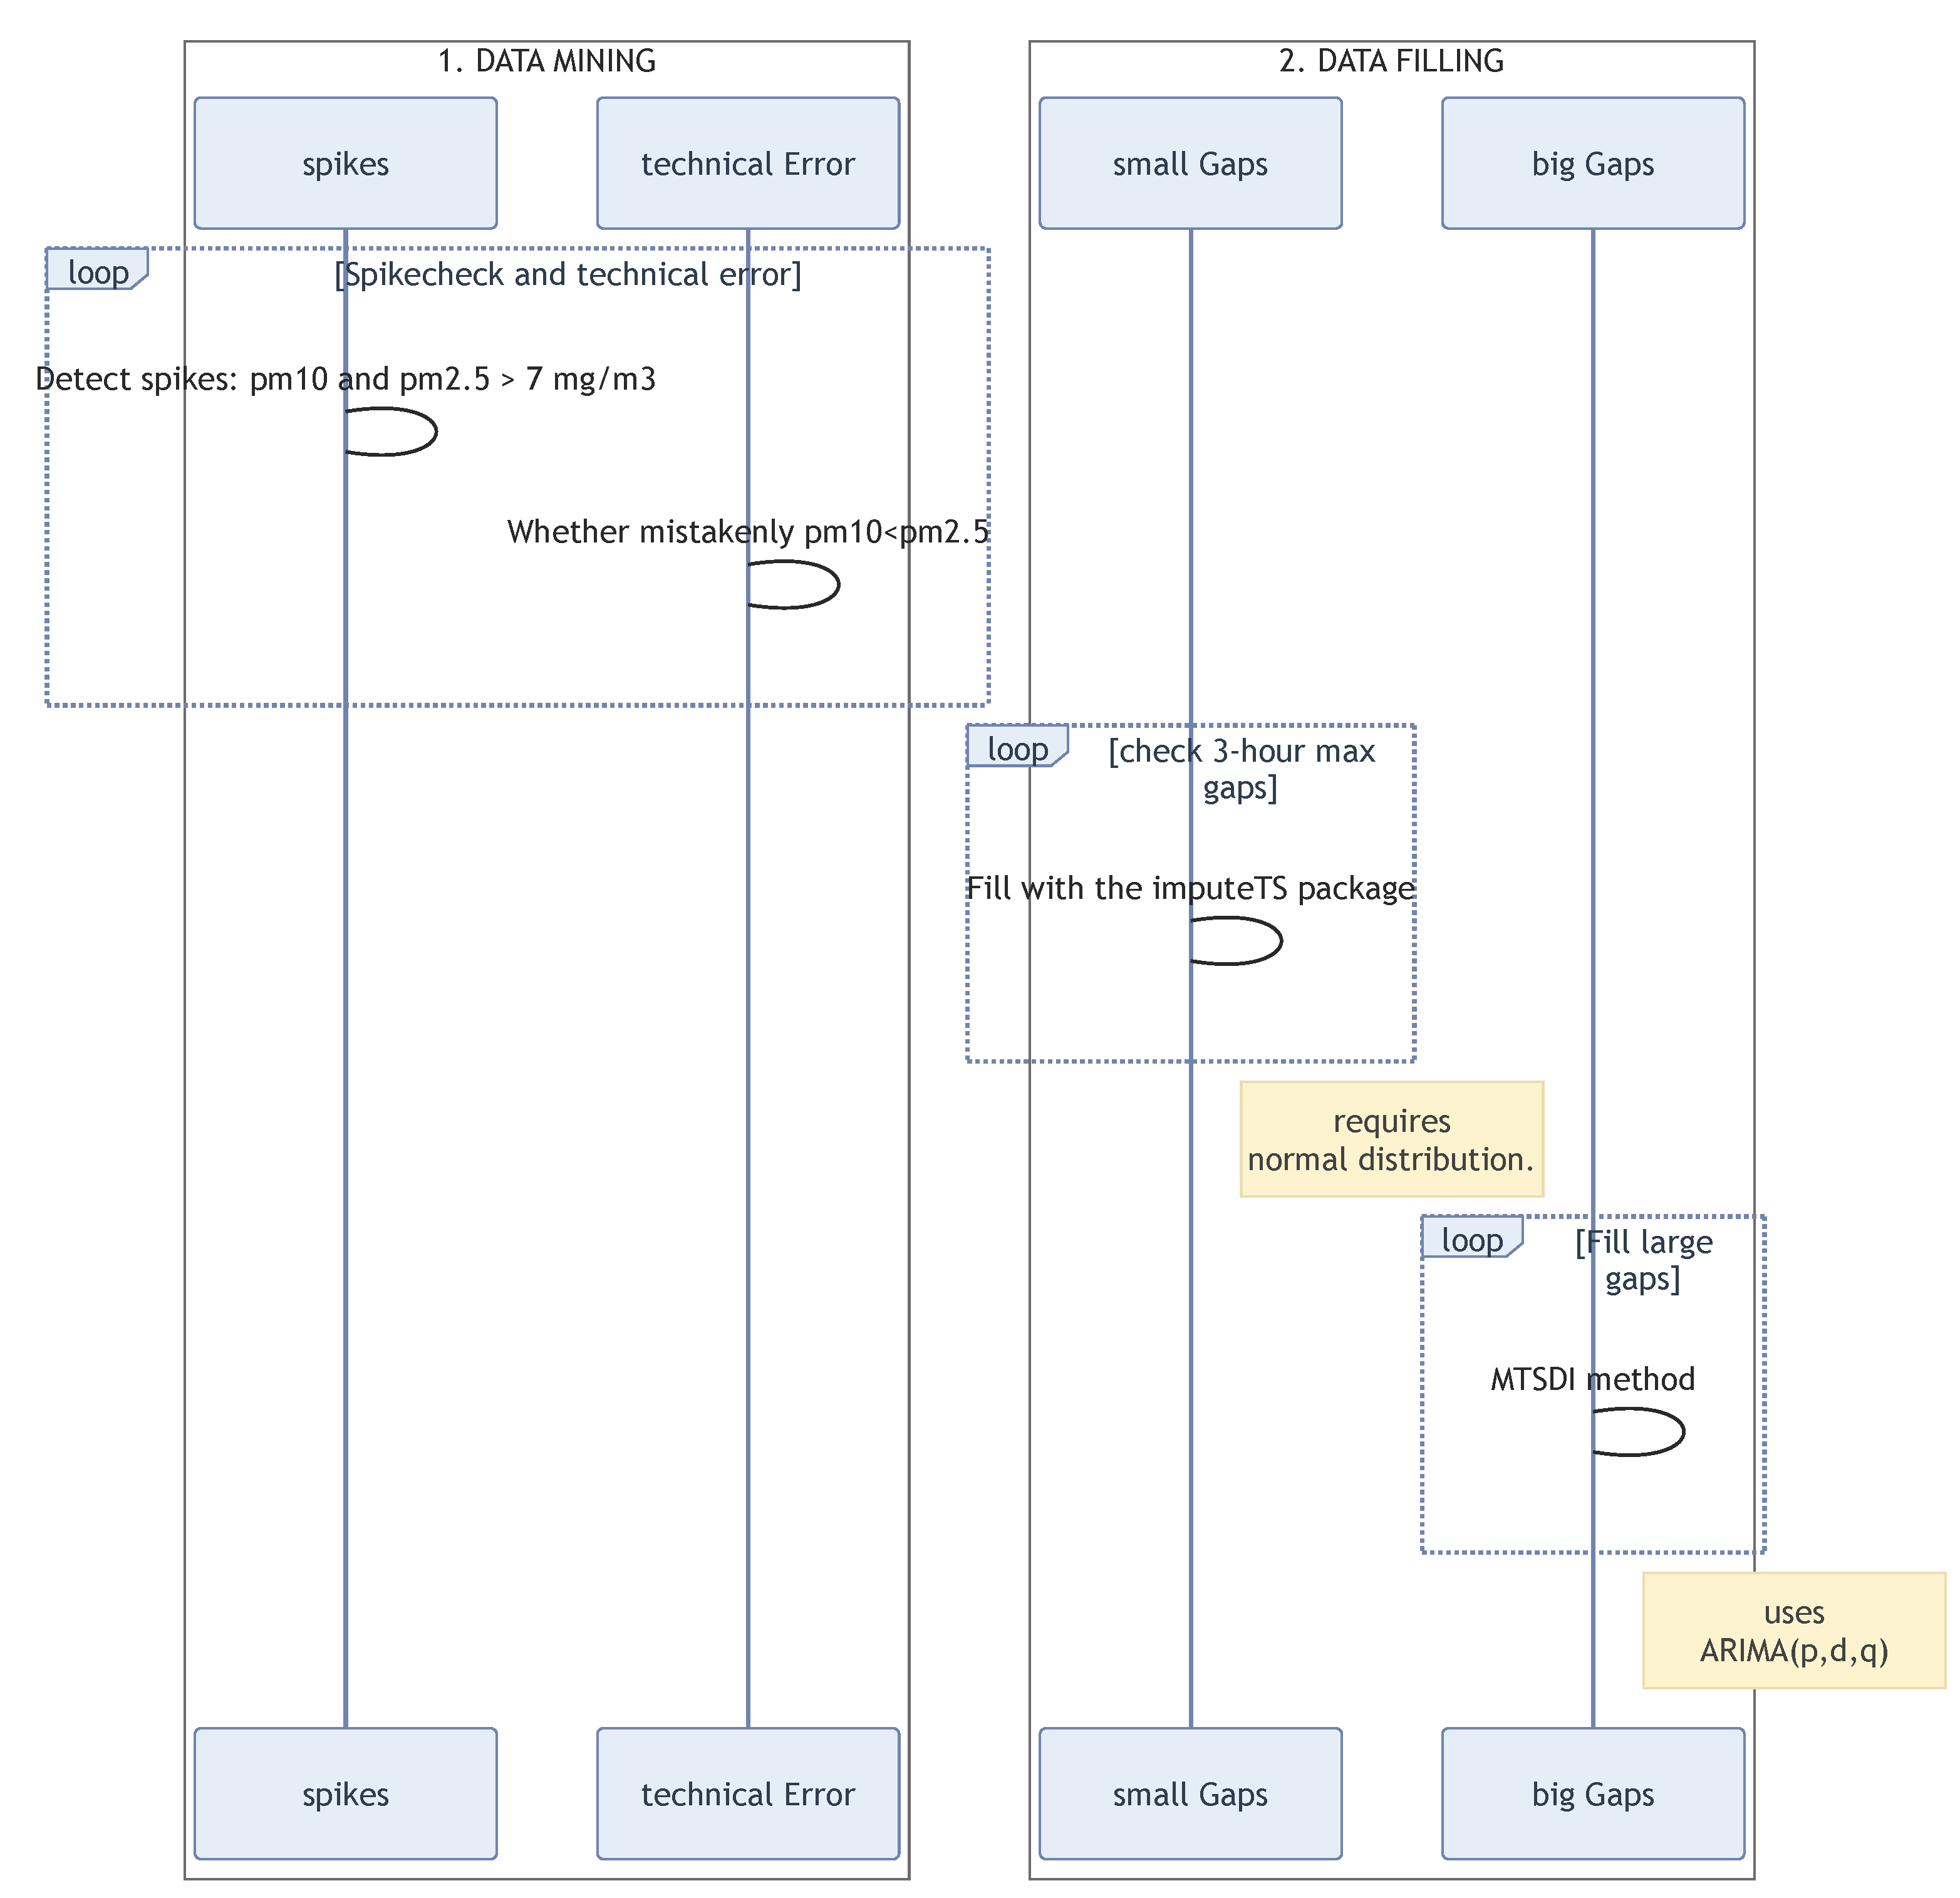 1. DATA MINING
2. DATA FILLING
spikes
technical Error
small Gaps
big Gaps
loop
[Spikecheck and technical error]
Detect spikes: pm10 and pm2.5 > 7 mg/m3
Whether mistakenly pm10<pm2.5
loop
[check 3-hour max
gaps]
Fill with the imputeTS package
requires
normal distribution.
loop
[Fill large
gaps]
MTSDI method
uses
ARIMA(p,d,q)
spikes
technical Error
small Gaps
big Gaps